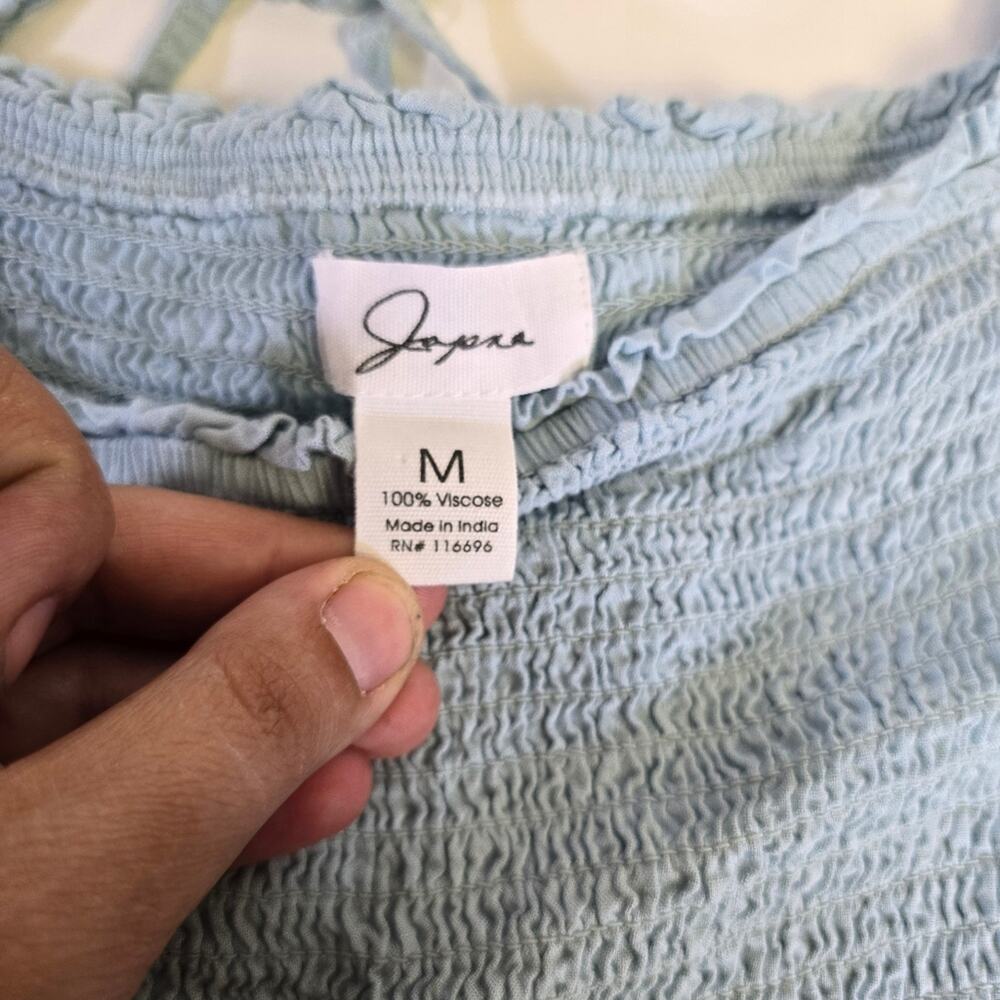 Japna
M
100% Viscose
Made in India
RN# 116696